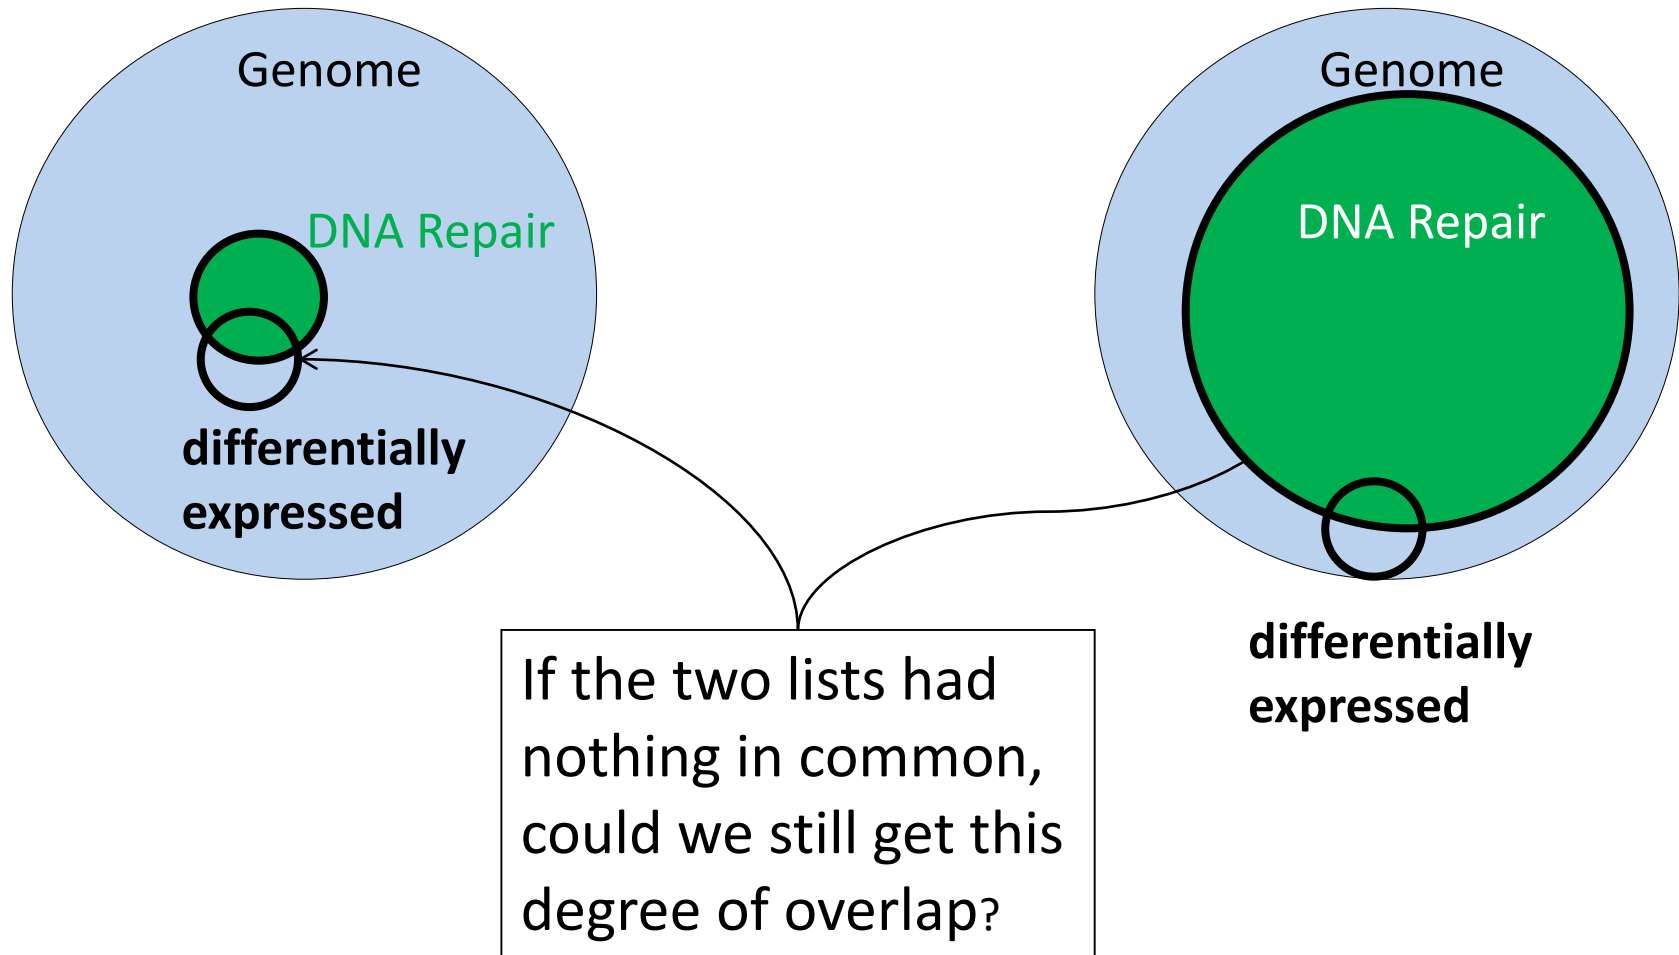 Genome
DNA Repair
differentially
expressed
Genome
DNA Repair
differentially
expressed
If the two lists had
nothing in common,
could we still get this
degree of overlap?